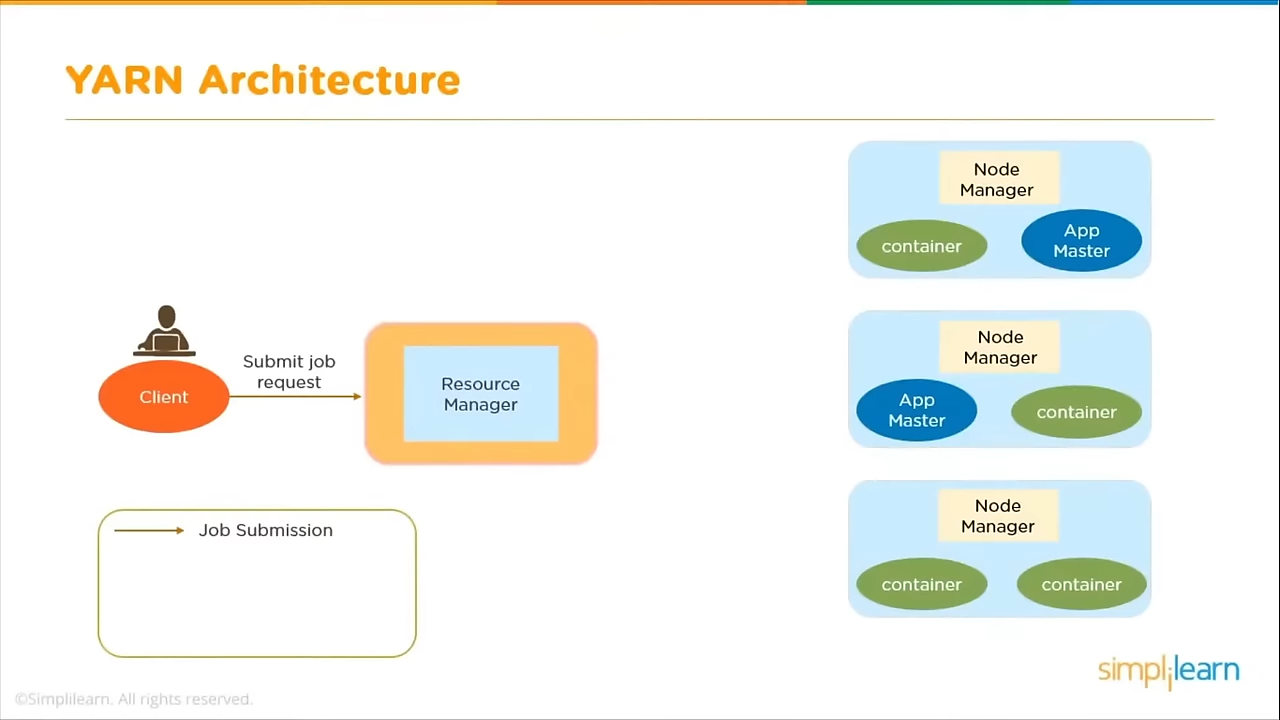 YARN Architecture
Node
Manager
container
App
Master
Submit job
request
Client
Resource
Manager
Node
Manager
App
Master
container
Job Submission
Node
Manager
container
container
simplilearn
©Simplilearn. All rights reserved.